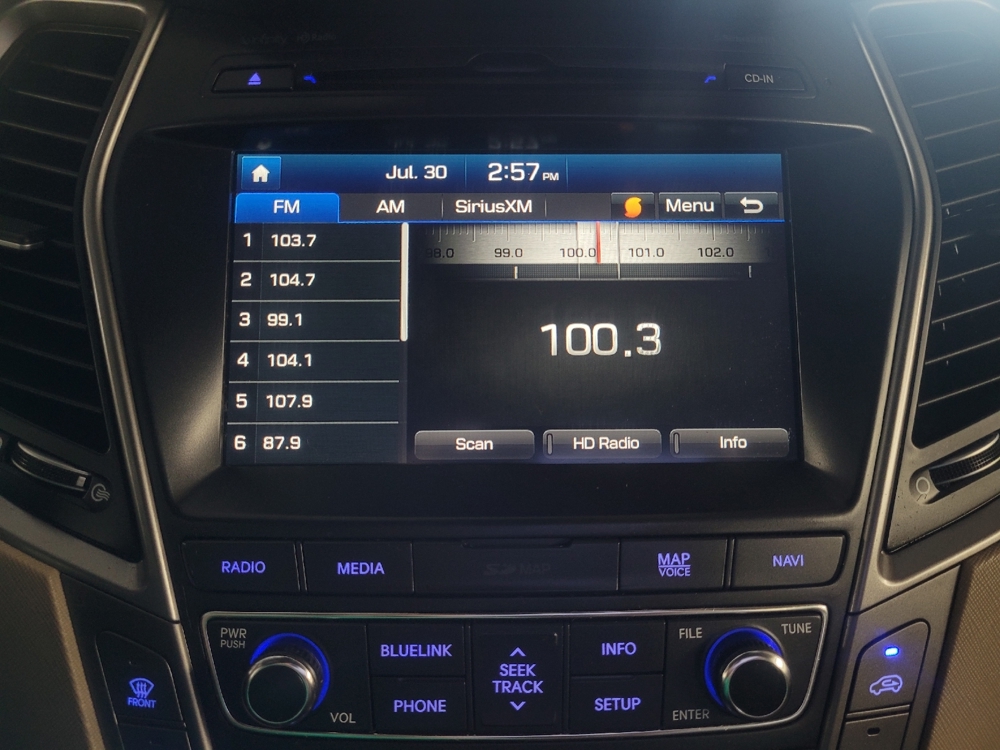 CD-IN
Jul. 30 2:57 PM
FM AM SiriusXM Menu
1 103.7
2 104.7
3 99.1
4 104.1
5 107.9
6 87.9
98.0 99.0 100.0 101.0 102.0
100.3
Scan HD Radio Info
RADIO MEDIA MAP VOICE NAVI
PWR
PUSH
VOL
BLUELINK
PHONE
SEEK
TRACK
INFO
SETUP
FILE
TUNE
ENTER
FRONT